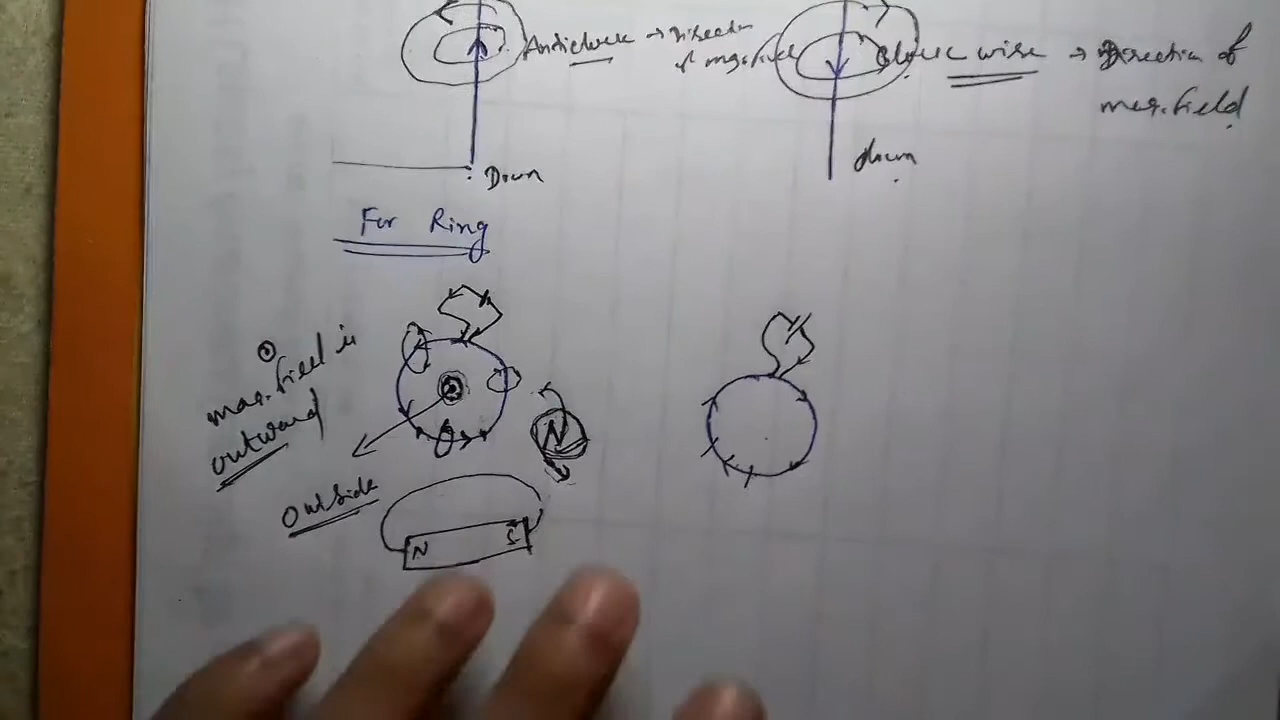 Anticlock → Direction
of mag. field
Clock wise → Direction of
mag. field
Down
down
For Ring
mag. field is
outward
outside
N
N S